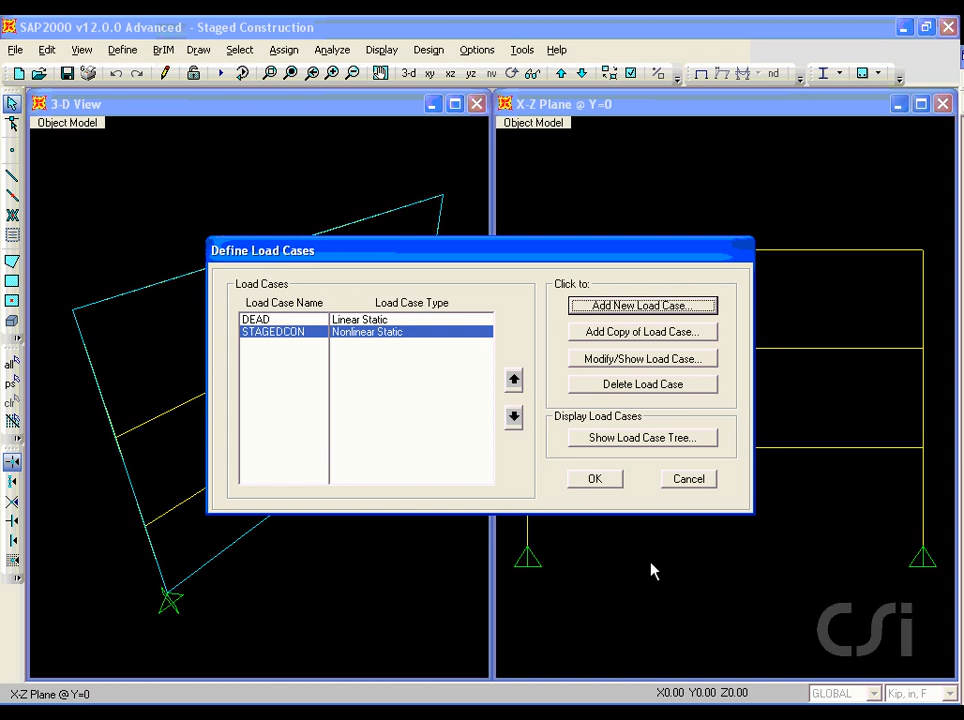 SAP2000 v12.0.0 Advanced - Staged Construction
File Edit View Define BrIM Draw Select Assign Analyze Display Design Options Tools Help
3-d xy xz yz nv nd
3-D View
X-Z Plane @ Y=0
Object Model
Object Model
all
ps
clr
Define Load Cases
Load Cases
Load Case Name Load Case Type
DEAD Linear Static
STAGEDCON Nonlinear Static
Click to:
Add New Load Case...
Add Copy of Load Case...
Modify/Show Load Case...
Delete Load Case
Display Load Cases
Show Load Case Tree...
OK Cancel
CSi
X-Z Plane @ Y=0
X0.00 Y0.00 Z0.00
GLOBAL
Kip, in, F